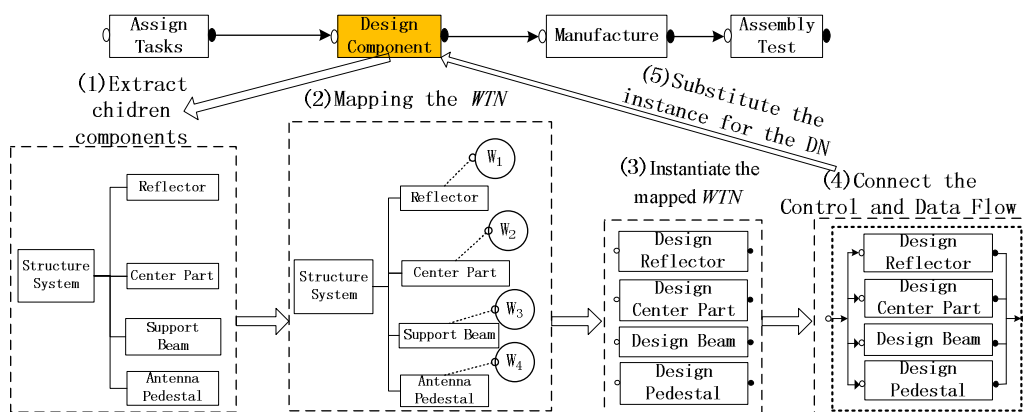 Assign
Tasks
Design
Component
Manufacture
Assembly
Test
(1)Extract
chidren
components
(2)Mapping the WTN
(5)Substitute the
instance for the DN
(3) Instantiate the
mapped WTN
(4)Connect the
Control and Data Flow
Structure
System
Reflector
Center Part
Support
Beam
Antenna
Pedestal
Structure
System
Reflector
W1
Center Part
W2
Support Beam
W3
Antenna
Pedestal
W4
Design
Reflector
Design
Center Part
Design Beam
Design
Pedestal
Design
Reflector
Design
Center Part
Design Beam
Design
Pedestal